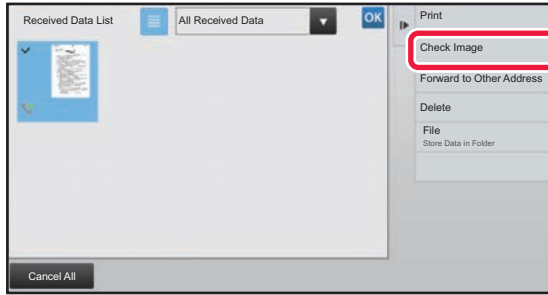 Received Data List
All Received Data
OK
Print
Check Image
Forward to Other Address
Delete
File
Store Data in Folder
Cancel All